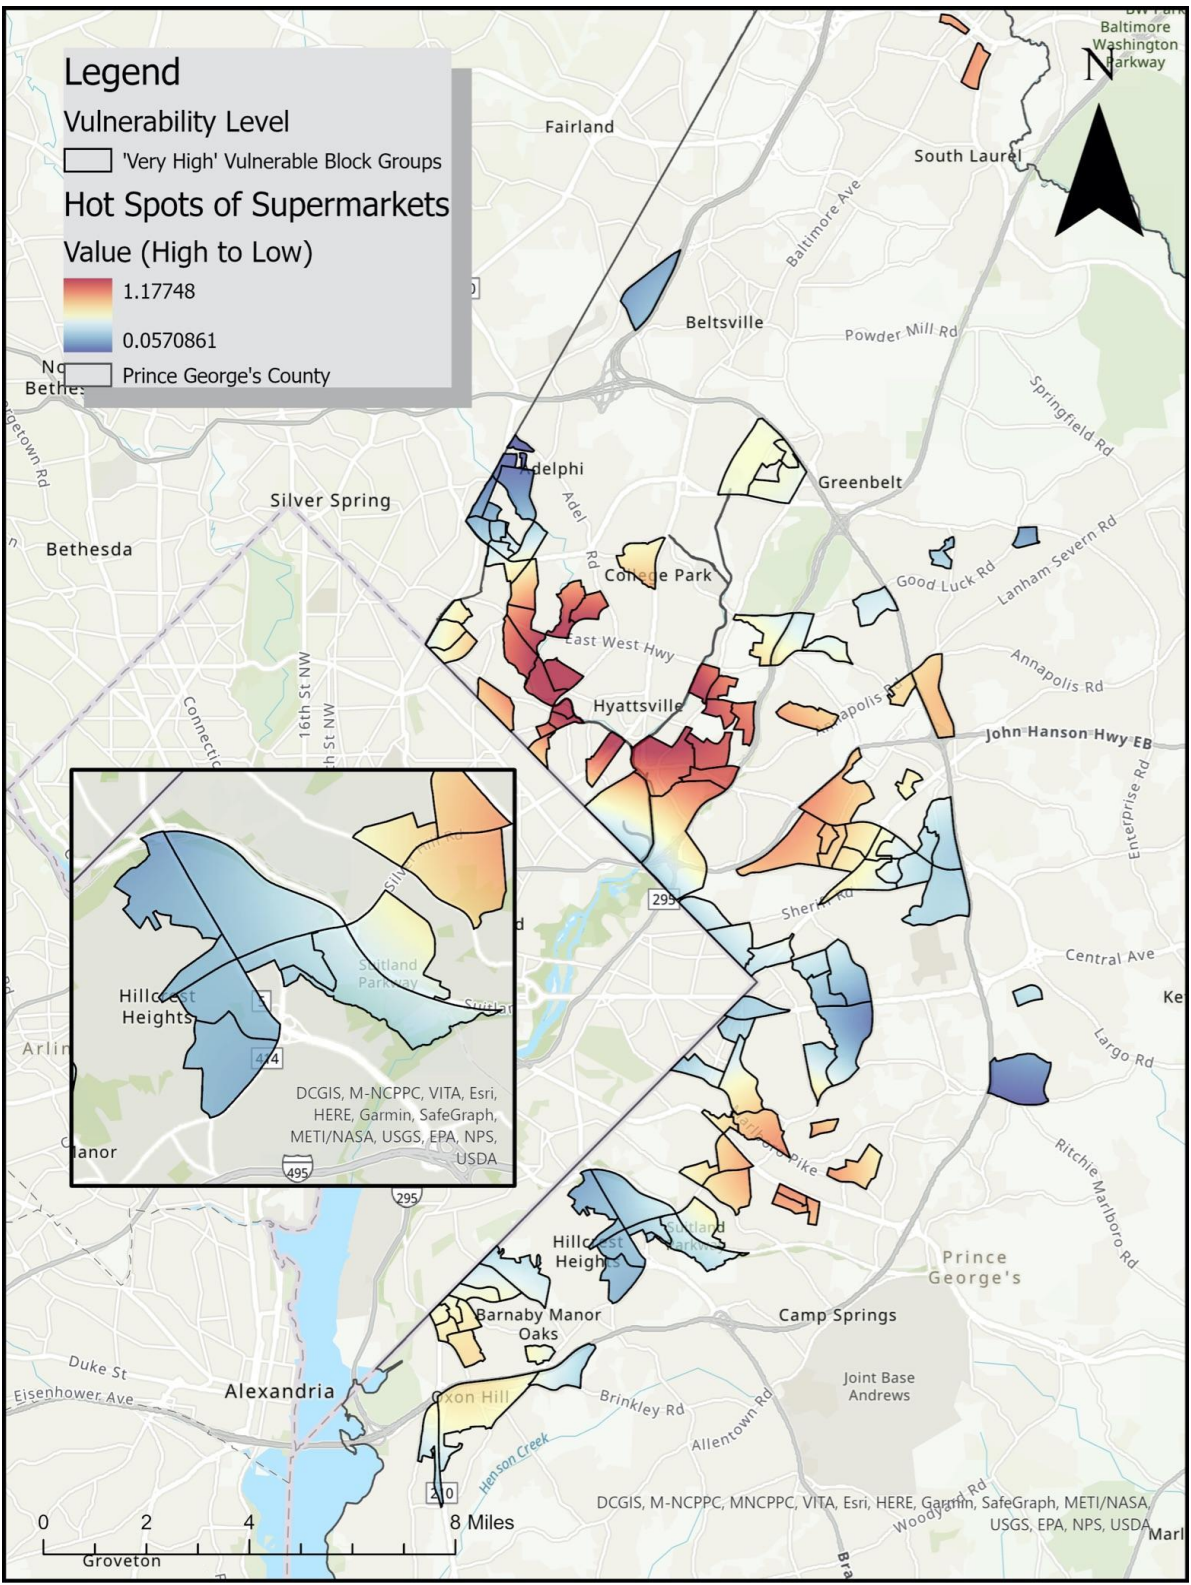 Legend
Vulnerability Level
'Very High' Vulnerable Block Groups
Hot Spots of Supermarkets
Value (High to Low)
1.17748
0.0570861
Prince George's County
Baltimore
Washington
Parkway
N
Fairland
South Laurel
Baltimore Ave
Beltsville
Powder Mill Rd
Springfield Rd
Adelphi
Greenbelt
Silver Spring
Bethesda
Adel
Rd
College Park
Good Luck Rd
Lanham Severn Rd
East West Hwy
16th St NW
Annapolis Rd
Hyattsville
Annapolis Rd
John Hanson Hwy EB
Enterprise Rd
295
Sheriff Rd
Central Ave
Largo Rd
Suitland
Parkway
Hillcrest
Heights
5
414
DCGIS, M-NCPPC, VITA, Esri,
HERE, Garmin, SafeGraph,
METI/NASA, USGS, EPA, NPS,
USDA
495
295
Marlboro Pike
Ritchie Marlboro Rd
Suitland
Parkway
Hillcrest
Heights
Prince
George's
Barnaby Manor
Oaks
Camp Springs
Duke St
Eisenhower Ave
Alexandria
Oxon Hill
Brinkley Rd
Allentown Rd
Joint Base
Andrews
Henson Creek
210
Woodyard Rd
DCGIS, M-NCPPC, MNCPPC, VITA, Esri, HERE, Garmin, SafeGraph, METI/NASA,
USGS, EPA, NPS, USDA
0 2 4 8 Miles
Groveton